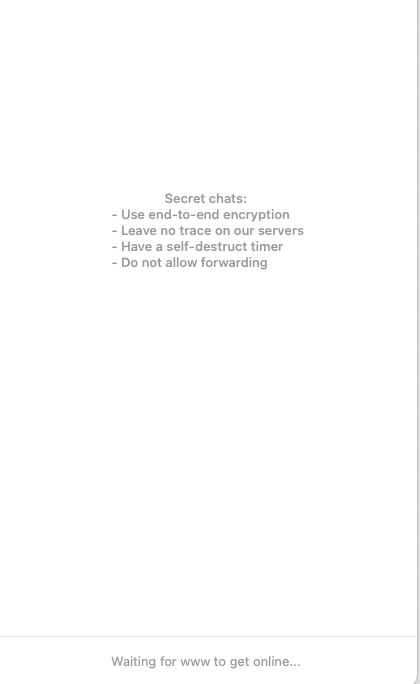 Secret chats:
- Use end-to-end encryption
- Leave no trace on our servers
- Have a self-destruct timer
- Do not allow forwarding
Waiting for www to get online...